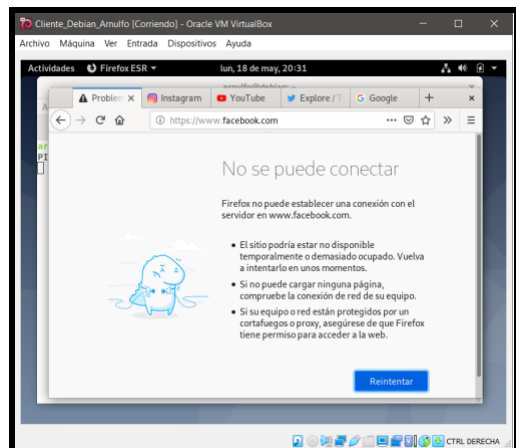 Cliente_Debian_Arnulfo [Corriendo] - Oracle VM VirtualBox
Archivo Máquina Ver Entrada Dispositivos Ayuda
Actividades Firefox ESR lun, 18 de may, 20:31
Problem Instagram YouTube Explore / T Google
https://www.facebook.com
No se puede conectar
Firefox no puede establecer una conexión con el
servidor en www.facebook.com.
• El sitio podría estar no disponible
temporalmente o demasiado ocupado. Vuelva
a intentarlo en unos momentos.
• Si no puede cargar ninguna página,
compruebe la conexión de red de su equipo.
• Si su equipo o red están protegidos por un
cortafuegos o proxy, asegúrese de que Firefox
tiene permiso para acceder a la web.
Reintentar
CTRL DERECHA